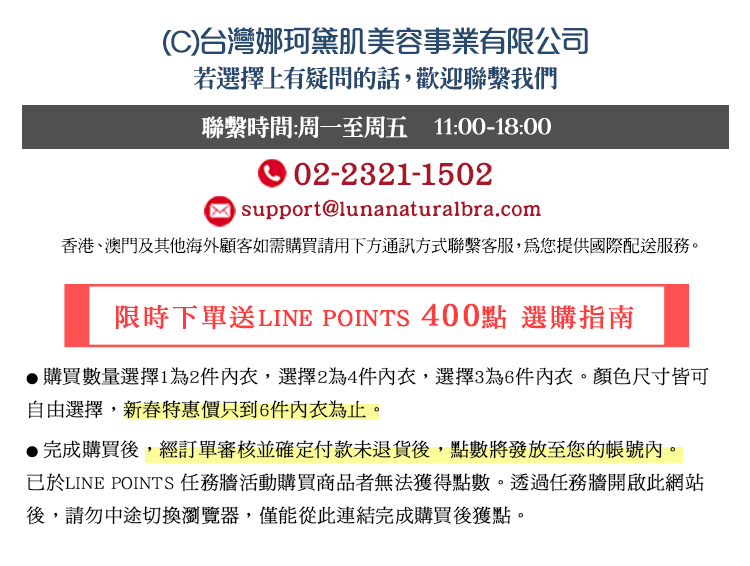 (C)台灣娜珂黛肌美容事業有限公司
若選擇上有疑問的話，歡迎聯繫我們
聯繫時間:周一至周五 11:00-18:00
02-2321-1502
support@lunanaturalbra.com
香港、澳門及其他海外顧客如需購買請用下方通訊方式聯繫客服，為您提供國際配送服務。
限時下單送LINE POINTS 400點 選購指南
● 購買數量選擇1為2件內衣，選擇2為4件內衣，選擇3為6件內衣。顏色尺寸皆可
自由選擇，新春特惠價只到6件內衣為止。
● 完成購買後，經訂單審核並確定付款未退貨後，點數將發放至您的帳號內。
已於LINE POINTS 任務牆活動購買商品者無法獲得點數。透過任務牆開啟此網站
後，請勿中途切換瀏覽器，僅能從此連結完成購買後獲點。